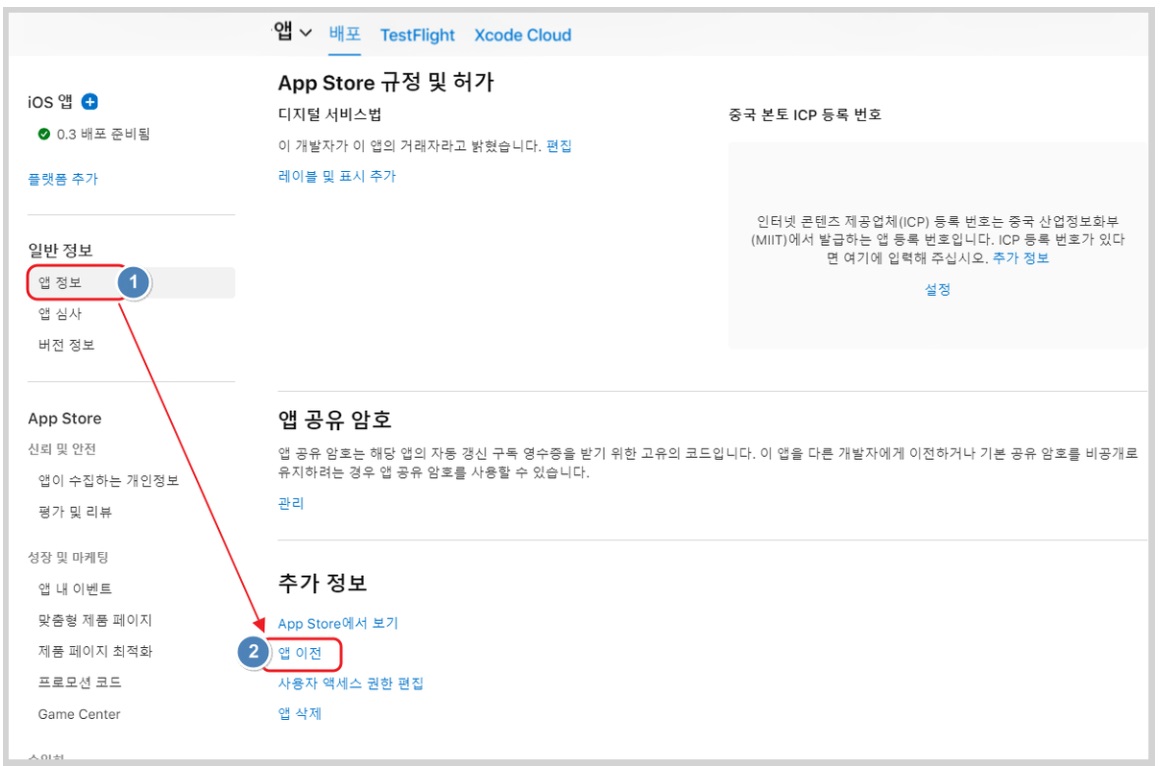 앱
배포 TestFlight Xcode Cloud
iOS 앱
0.3 배포 준비됨
플랫폼 추가
일반 정보
앱 정보 1
앱 심사
버전 정보
App Store
신뢰 및 안전
앱이 수집하는 개인정보
평가 및 리뷰
성장 및 마케팅
앱 내 이벤트
맞춤형 제품 페이지
제품 페이지 최적화
프로모션 코드
Game Center
App Store 규정 및 허가
디지털 서비스법
이 개발자가 이 앱의 거래자라고 밝혔습니다. 편집
레이블 및 표시 추가
중국 본토 ICP 등록 번호
인터넷 콘텐츠 제공업체(ICP) 등록 번호는 중국 산업정보화부
(MIIT)에서 발급하는 앱 등록 번호입니다. ICP 등록 번호가 있다
면 여기에 입력해 주십시오. 추가 정보
설정
앱 공유 암호
앱 공유 암호는 해당 앱의 자동 갱신 구독 영수증을 받기 위한 고유의 코드입니다. 이 앱을 다른 개발자에게 이전하거나 기본 공유 암호를 비공개로
유지하려는 경우 앱 공유 암호를 사용할 수 있습니다.
관리
추가 정보
App Store에서 보기
2 앱 이전
사용자 액세스 권한 편집
앱 삭제